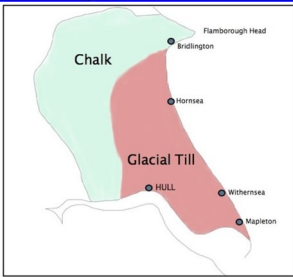 Flamborough Head
Bridlington
Chalk
Hornsea
Glacial Till
HULL
Withernsea
Mapleton